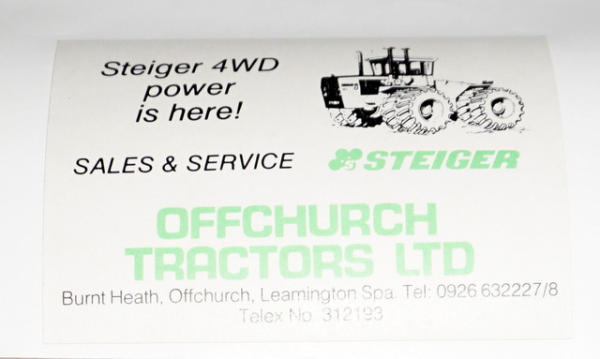 Steiger 4WD
power
is here!
SALES & SERVICE
STEIGER
OFFCHURCH
TRACTORS LTD
Burnt Heath, Offchurch, Leamington Spa. Tel: 0926 632227/8
Telex No. 312193